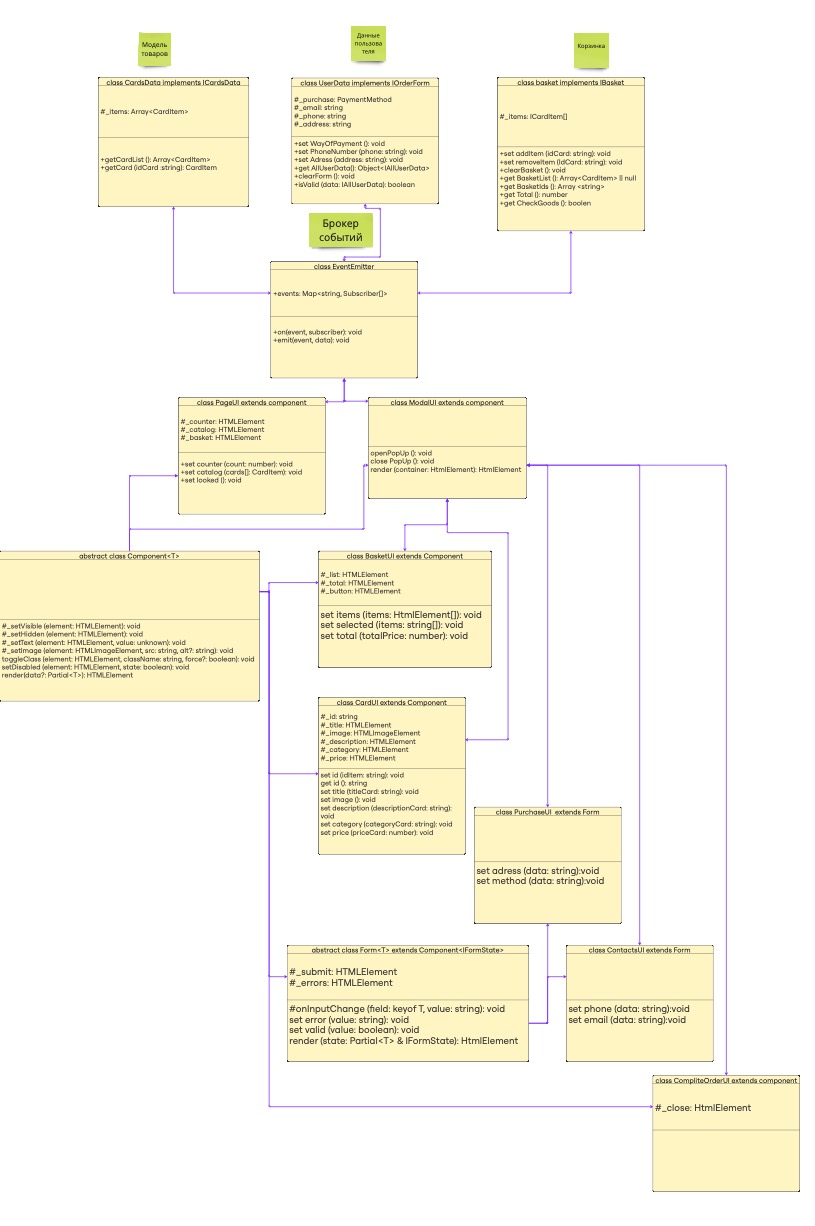 Модель
товаров
Данные
пользова
теля
Корзинка
class CardsData implements ICardsData
#_items: Array<CardItem>
+getCardList (): Array<CardItem>
+getCard (idCard :string): CardItem
class UserData implements IOrderForm
#_purchase: PaymentMethod
#_email: string
#_phone: string
#_address: string
+set WayOfPayment (): void
+set PhoneNumber (phone: string): void
+set Adress (address: string): void
+get AllUserData(): Object<IAllUserData>
+clearForm (): void
+isValid (data: IAllUserData): boolean
class basket implements IBasket
#_items: ICardItem[]
+set addItem (idCard: string): void
+set removeItem (IdCard: string): void
+clearBasket (): void
+get BasketList (): Array<CardItem> || null
+get BasketIds (): Array <string>
+get Total (): number
+get CheckGoods (): boolen
Брокер
событий
class EventEmitter
+events: Map<string, Subscriber[]>
+on(event, subscriber): void
+emit(event, data): void
class PageUI extends component
#_counter: HTMLElement
#_catalog: HTMLElement
#_basket: HTMLElement
+set counter (count: number): void
+set catalog (cards[]: CardItem): void
+set looked (): void
class ModalUI extends component
openPopUp (): void
close PopUp (): void
render (container: HtmlElement): HtmlElement
abstract class Component<T>
#_setVisible (element: HTMLElement): void
#_setHidden (element: HTMLElement): void
#_setText (element: HTMLElement, value: unknown): void
#_setImage (element: HTMLImageElement, src: string, alt?: string): void
toggleClass (element: HTMLElement, className: string, force?: boolean): void
setDisabled (element: HTMLElement, state: boolean): void
render(data?: Partial<T>): HTMLElement
class BasketUI extends Component
#_list: HTMLElement
#_total: HTMLElement
#_button: HTMLElement
set items (items: HtmlElement[]): void
set selected (items: string[]): void
set total (totalPrice: number): void
class CardUI extends Component
#_id: string
#_title: HTMLElement
#_image: HTMLImageElement
#_description: HTMLElement
#_category: HTMLElement
#_price: HTMLElement
set id (idItem: string): void
get id (): string
set title (titleCard: string): void
set image (): void
set description (descriptionCard: string):
void
set category (categoryCard: string): void
set price (priceCard: number): void
class PurchaseUI extends Form
set adress (data: string):void
set method (data: string):void
abstract class Form<T> extends Component<IFormState>
#_submit: HTMLElement
#_errors: HTMLElement
#onInputChange (field: keyof T, value: string): void
set error (value: string): void
set valid (value: boolean): void
render (state: Partial<T> & IFormState): HtmlElement
class ContactsUI extends Form
set phone (data: string):void
set email (data: string):void
class CompliteOrderUI extends component
#_close: HtmlElement